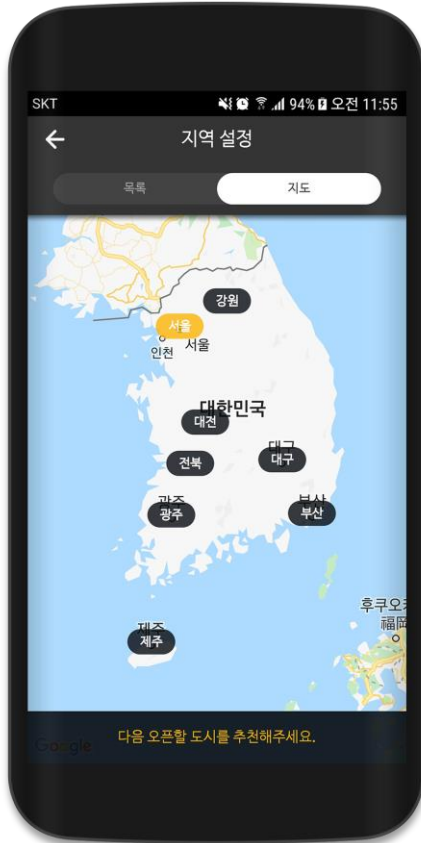 SKT 94% 오전 11:55
지역 설정
목록 지도
강원
서울
인천 서울
대한민국
대전
대구
전북 대구
광주 부산
광주 부산
후쿠오
福岡
제주
제주
Google
다음 오픈할 도시를 추천해주세요.